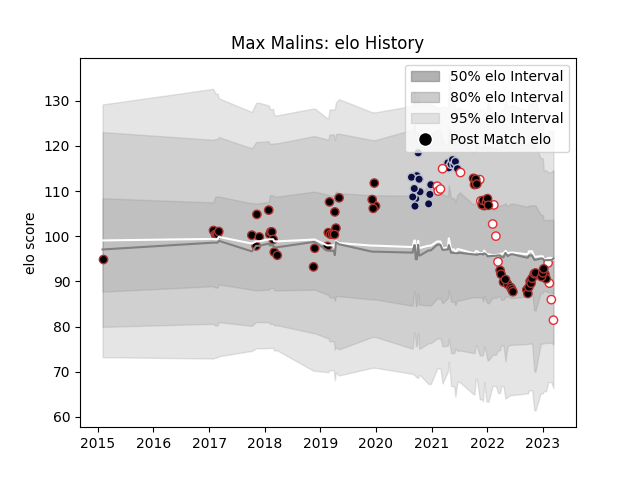 Max Malins: elo History
50% elo Interval
80% elo Interval
95% elo Interval
Post Match elo
elo score
130
120
110
100
90
80
70
60
2015 2016 2017 2018 2019 2020 2021 2022 2023